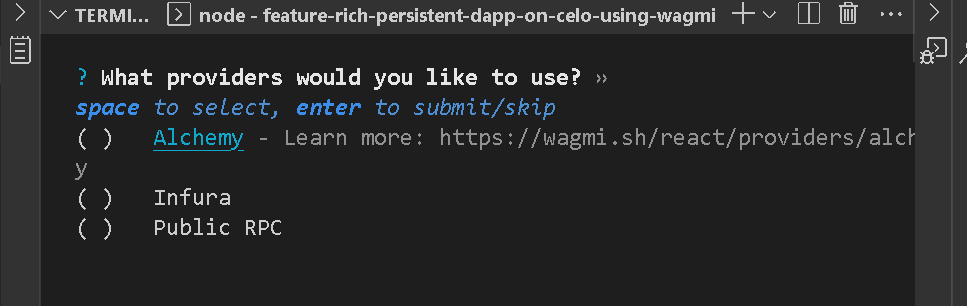 TERMI... node - feature-rich-persistent-dapp-on-celo-using-wagmi
? What providers would you like to use? »
space to select, enter to submit/skip
( ) Alchemy - Learn more: https://wagmi.sh/react/providers/alch
y
( ) Infura
( ) Public RPC